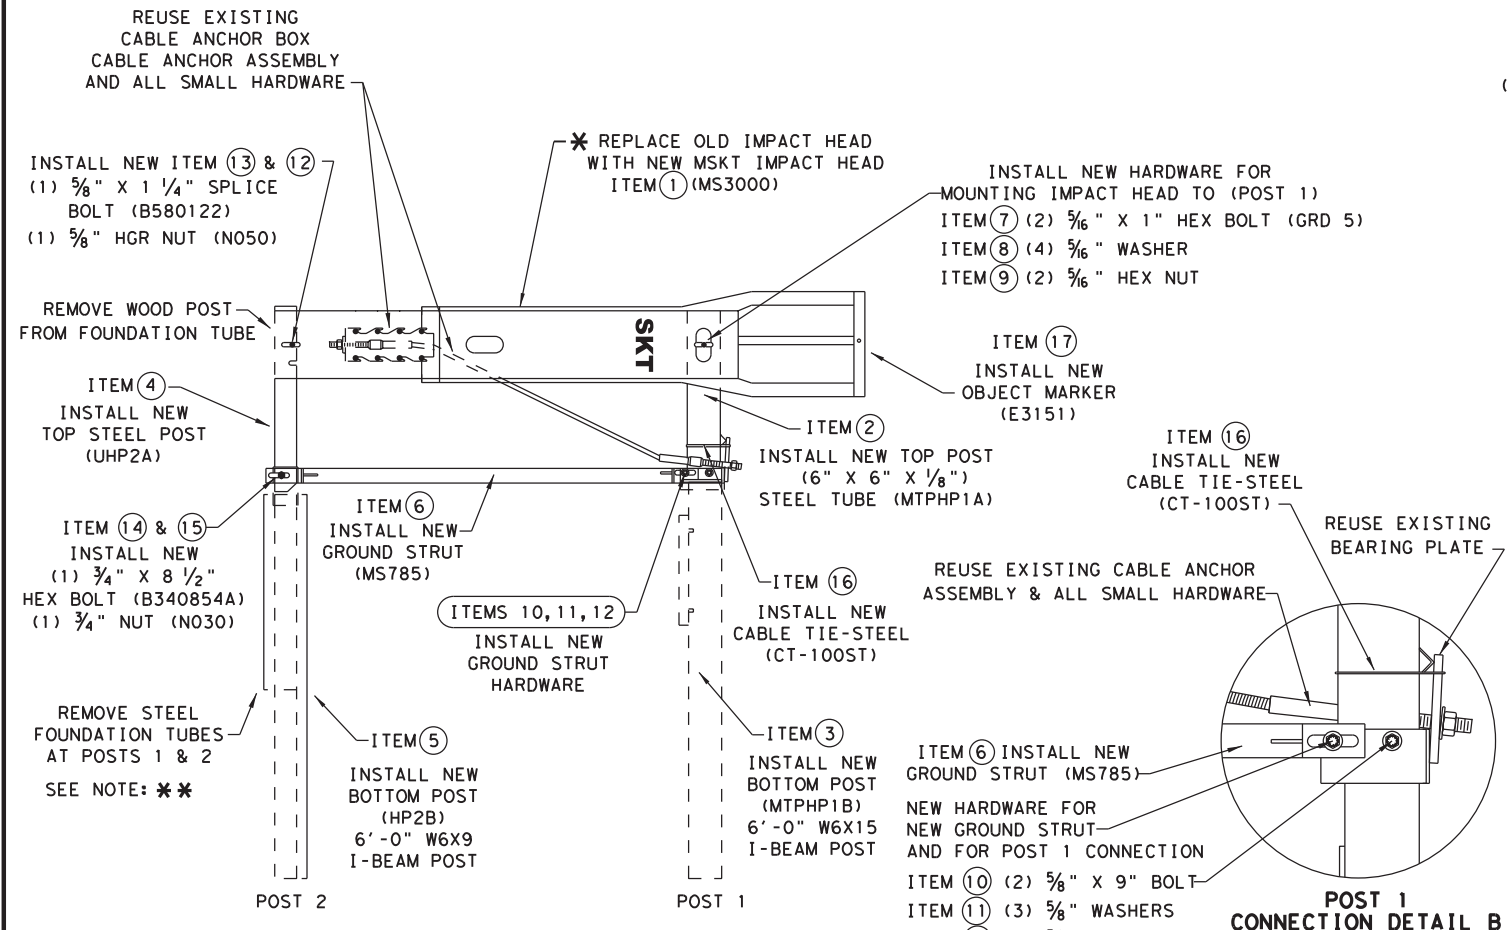 REUSE EXISTING
CABLE ANCHOR BOX
CABLE ANCHOR ASSEMBLY
AND ALL SMALL HARDWARE
INSTALL NEW ITEM 13 & 12
(1) 5/8" X 1 1/4" SPLICE
BOLT (B580122)
(1) 5/8" HGR NUT (N050)
* REPLACE OLD IMPACT HEAD
WITH NEW MSKT IMPACT HEAD
ITEM 1 (MS3000)
INSTALL NEW HARDWARE FOR
MOUNTING IMPACT HEAD TO (POST 1)
ITEM 7 (2) 5/16" X 1" HEX BOLT (GRD 5)
ITEM 8 (4) 5/16" WASHER
ITEM 9 (2) 5/16" HEX NUT
REMOVE WOOD POST
FROM FOUNDATION TUBE
SKT
ITEM 17
INSTALL NEW
OBJECT MARKER
(E3151)
ITEM 4
INSTALL NEW
TOP STEEL POST
(UHP2A)
ITEM 2
INSTALL NEW TOP POST
(6" X 6" X 1/8")
STEEL TUBE (MTPHP1A)
ITEM 16
INSTALL NEW
CABLE TIE-STEEL
(CT-100ST)
REUSE EXISTING
BEARING PLATE
ITEM 14 & 15
INSTALL NEW
(1) 3/4" X 8 1/2"
HEX BOLT (B340854A)
(1) 3/4" NUT (N030)
ITEM 6
INSTALL NEW
GROUND STRUT
(MS785)
ITEMS 10, 11, 12
INSTALL NEW
GROUND STRUT
HARDWARE
ITEM 16
INSTALL NEW
CABLE TIE-STEEL
(CT-100ST)
REUSE EXISTING CABLE ANCHOR
ASSEMBLY & ALL SMALL HARDWARE
REMOVE STEEL
FOUNDATION TUBES
AT POSTS 1 & 2
SEE NOTE: * *
ITEM 5
INSTALL NEW
BOTTOM POST
(HP2B)
6'-0" W6X9
I-BEAM POST
ITEM 3
INSTALL NEW
BOTTOM POST
(MTPHP1B)
6'-0" W6X15
I-BEAM POST
ITEM 6 INSTALL NEW
GROUND STRUT (MS785)
NEW HARDWARE FOR
NEW GROUND STRUT
AND FOR POST 1 CONNECTION
ITEM 10 (2) 5/8" X 9" BOLT
ITEM 11 (3) 5/8" WASHERS
POST 2
POST 1
POST 1
CONNECTION DETAIL B